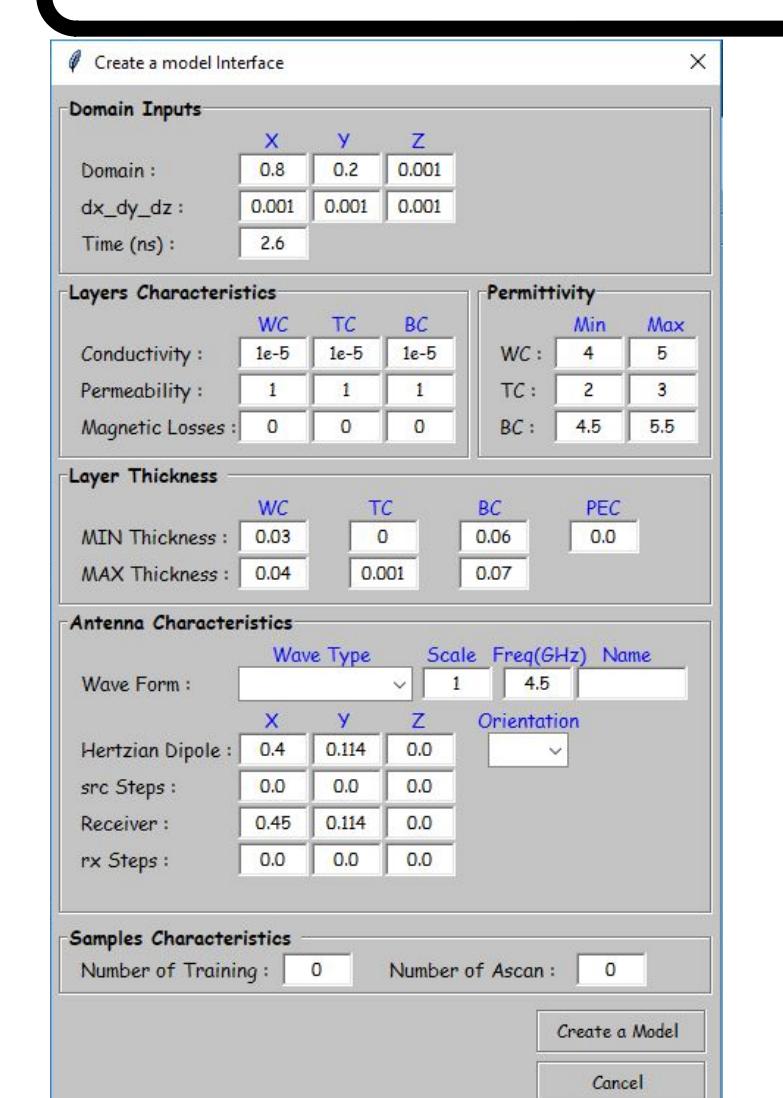 Create a model Interface
Domain Inputs
X Y Z
Domain : 0.8 0.2 0.001
dx_dy_dz : 0.001 0.001 0.001
Time (ns) : 2.6
Layers Characteristics
WC TC BC
Conductivity : 1e-5 1e-5 1e-5
Permeability : 1 1 1
Magnetic Losses : 0 0 0
Permittivity
Min Max
WC : 4 5
TC : 2 3
BC : 4.5 5.5
Layer Thickness
WC TC BC PEC
MIN Thickness : 0.03 0 0.06 0.0
MAX Thickness : 0.04 0.001 0.07
Antenna Characteristics
Wave Type Scale Freq(GHz) Name
Wave Form : 1 4.5
X Y Z Orientation
Hertzian Dipole : 0.4 0.114 0.0
src Steps : 0.0 0.0 0.0
Receiver : 0.45 0.114 0.0
rx Steps : 0.0 0.0 0.0
Samples Characteristics
Number of Training : 0 Number of Ascan : 0
Create a Model
Cancel